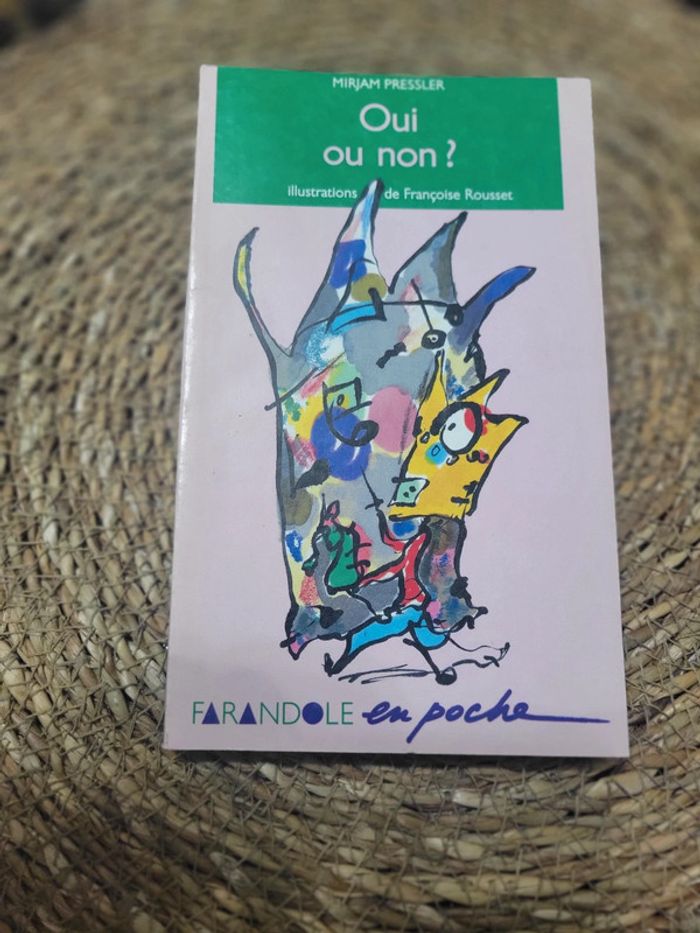 MIRJAM PRESSLER
Oui
ou non ?
illustrations de Françoise Rousset
FARANDOLE en poche